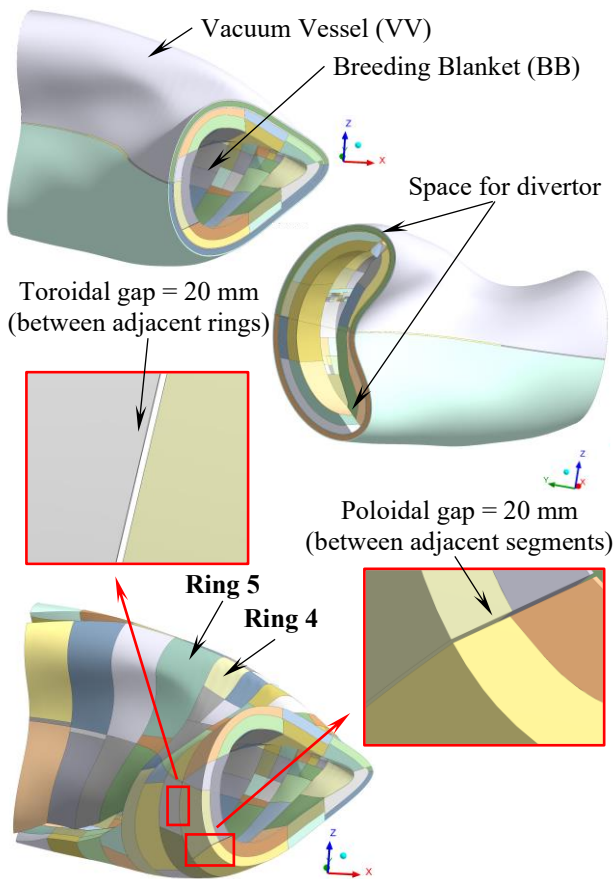 Vacuum Vessel (VV)
Breeding Blanket (BB)
Z
X
Space for divertor
Toroidal gap = 20 mm
(between adjacent rings)
Z
Y
X
Poloidal gap = 20 mm
(between adjacent segments)
Ring 5
Ring 4
Z
X